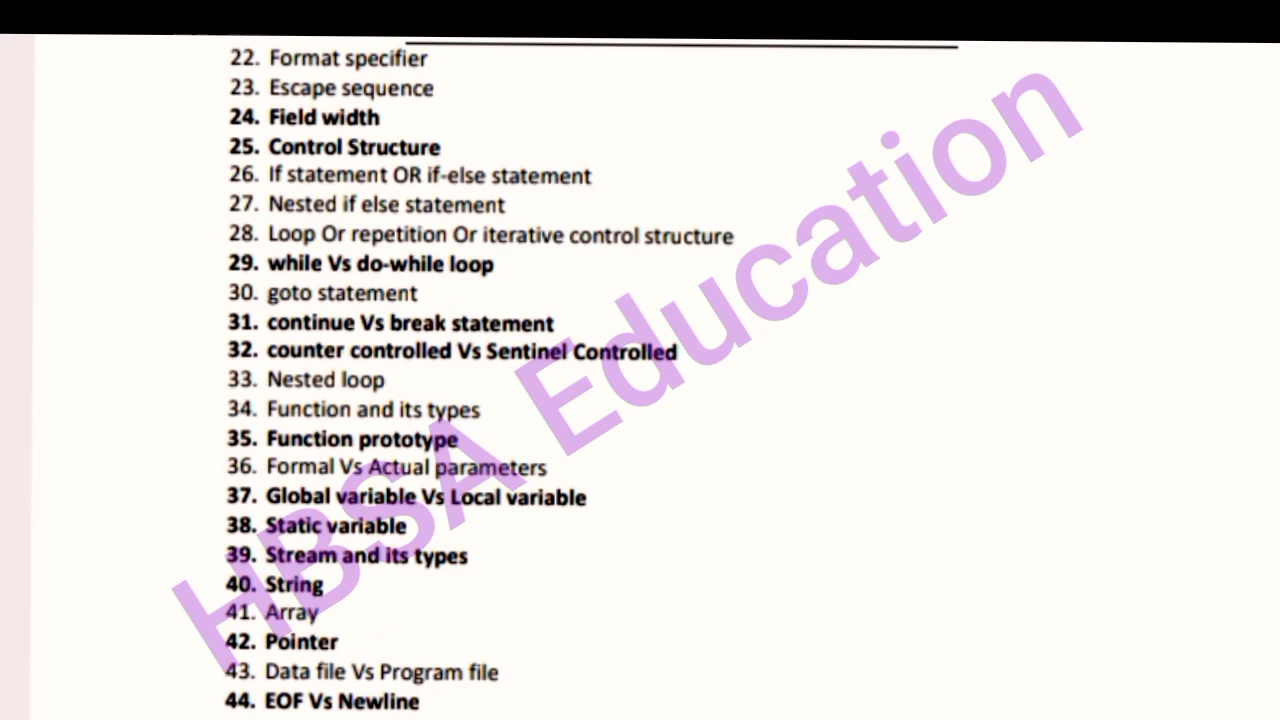 22. Format specifier
23. Escape sequence
24. Field width
25. Control Structure
26. If statement OR if-else statement
27. Nested if else statement
28. Loop Or repetition Or iterative control structure
29. while Vs do-while loop
30. goto statement
31. continue Vs break statement
32. counter controlled Vs Sentinel Controlled
33. Nested loop
34. Function and its types
35. Function prototype
36. Formal Vs Actual parameters
37. Global variable Vs Local variable
38. Static variable
39. Stream and its types
40. String
41. Array
42. Pointer
43. Data file Vs Program file
44. EOF Vs Newline
HBSA Education